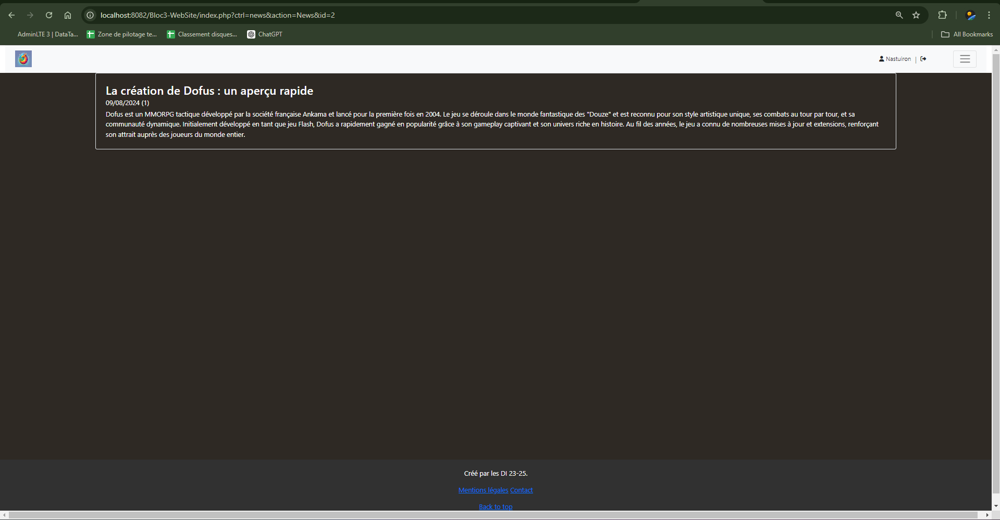 localhost:8082/Bloc3-WebSite/index.php?ctrl=news&action=News&id=2
AdminLTE 3 | DataTa...
Zone de pilotage te...
Classement disques...
ChatGPT
All Bookmarks
Nastuiron |
La création de Dofus : un aperçu rapide
09/08/2024 (1)
Dofus est un MMORPG tactique développé par la société française Ankama et lancé pour la première fois en 2004. Le jeu se déroule dans le monde fantastique des "Douze" et est reconnu pour son style artistique unique, ses combats au tour par tour, et sa
communauté dynamique. Initialement développé en tant que jeu Flash, Dofus a rapidement gagné en popularité grâce à son gameplay captivant et son univers riche en histoire. Au fil des années, le jeu a connu de nombreuses mises à jour et extensions, renforçant
son attrait auprès des joueurs du monde entier.
Créé par les DI 23-25.
Mentions légales Contact
Back to top